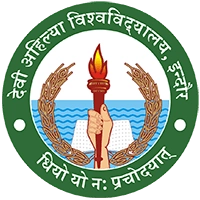 देवी अहिल्या विश्वविद्यालय, इन्दौर
धियो यो नः प्रचोदयात्